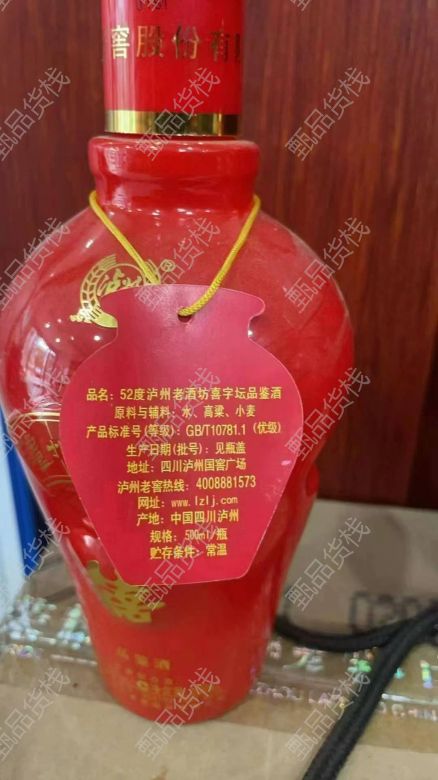 窖股份有
品名：52度泸州老酒坊喜字坛品鉴酒
原料与辅料：水、高粱、小麦
产品标准号(等级)：GB/T10781.1（优级）
生产日期(批号)：见瓶盖
地址：四川泸州国窖广场
泸州老窖热线：4008881573
网址：www.lzlj.com
产地：中国四川泸州
规格：500ml/瓶
贮存条件：常温
品鉴酒
甄品货栈